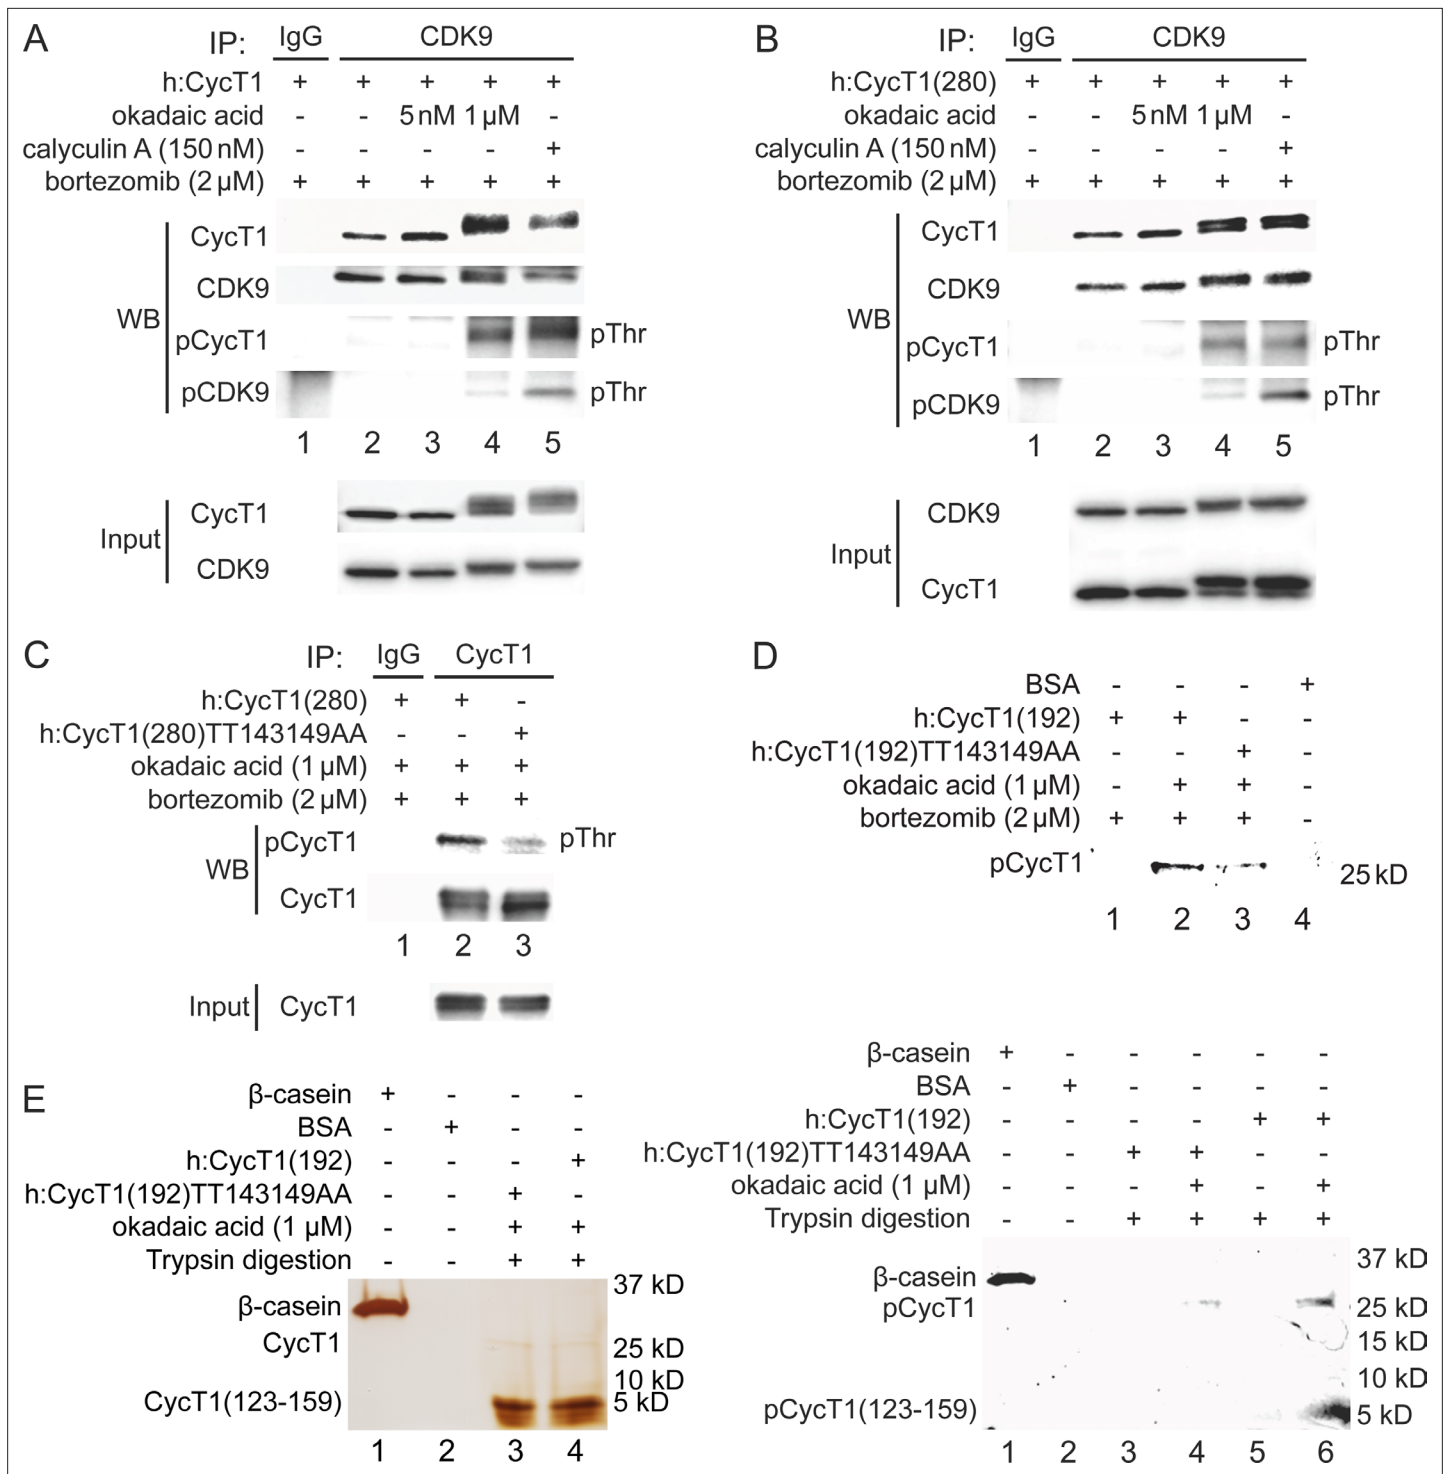 A
IP: IgG CDK9
h:CycT1 + + + + +
okadaic acid - - 5 nM 1 µM -
calyculin A (150 nM) - - - - +
bortezomib (2 µM) + + + + +
WB
CycT1
CDK9
pCycT1 pThr
pCDK9 pThr
1 2 3 4 5
Input
CycT1
CDK9
B
IP: IgG CDK9
h:CycT1(280) + + + + +
okadaic acid - - 5 nM 1 µM -
calyculin A (150 nM) - - - - +
bortezomib (2 µM) + + + + +
WB
CycT1
CDK9
pCycT1 pThr
pCDK9 pThr
1 2 3 4 5
Input
CDK9
CycT1
C
IP: IgG CycT1
h:CycT1(280) + + -
h:CycT1(280)TT143149AA - - +
okadaic acid (1 µM) + + +
bortezomib (2 µM) + + +
WB
pCycT1 pThr
CycT1
1 2 3
Input CycT1
D
BSA - - - +
h:CycT1(192) + + - -
h:CycT1(192)TT143149AA - - + -
okadaic acid (1 µM) - + + -
bortezomib (2 µM) + + + -
pCycT1 25 kD
1 2 3 4
E
β-casein + - - -
BSA - + - -
h:CycT1(192) - - - +
h:CycT1(192)TT143149AA - - + -
okadaic acid (1 µM) - - + +
Trypsin digestion - - + +
37 kD
β-casein
CycT1 25 kD
10 kD
CycT1(123-159) 5 kD
1 2 3 4
β-casein + - - - - -
BSA - + - - - -
h:CycT1(192) - - - - + +
h:CycT1(192)TT143149AA - - + + - -
okadaic acid (1 µM) - - - + - +
Trypsin digestion - - + + + +
37 kD
β-casein
pCycT1 25 kD
15 kD
10 kD
pCycT1(123-159) 5 kD
1 2 3 4 5 6